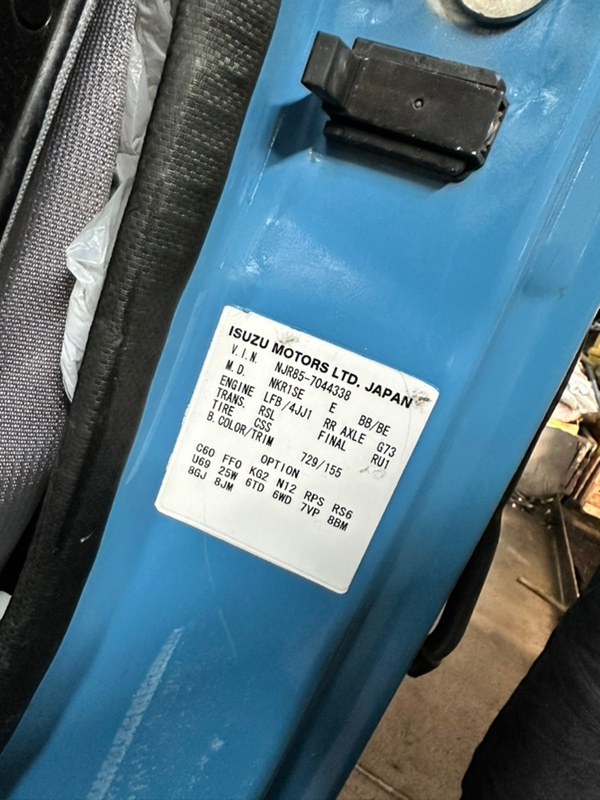 ISUZU MOTORS LTD. JAPAN
V.I.N. NJR85-7044338
M.D. NKR1SE E BB/BE
ENGINE LFB/4JJ1 RR AXLE G73
TRANS. RSL FINAL RU1
TIRE CSS
B.COLOR/TRIM 729/155
OPTION
C60 FF0 KG2 N12 RPS RS6
U69 25W 6TD 6WD 7VP 8BM
8GJ 8JM